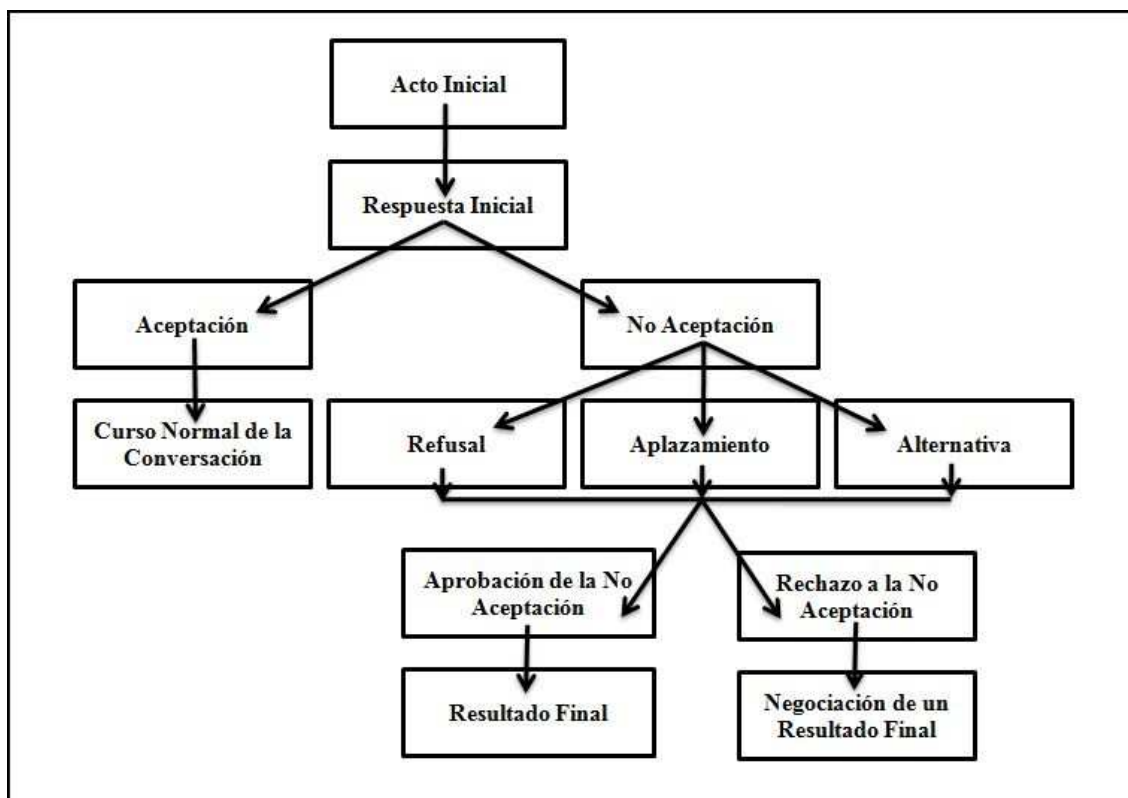 Acto Inicial
Respuesta Inicial
Aceptación
No Aceptación
Curso Normal de la
Conversación
Refusal
Aplazamiento
Alternativa
Aprobación de la No
Aceptación
Rechazo a la No
Aceptación
Resultado Final
Negociación de un
Resultado Final